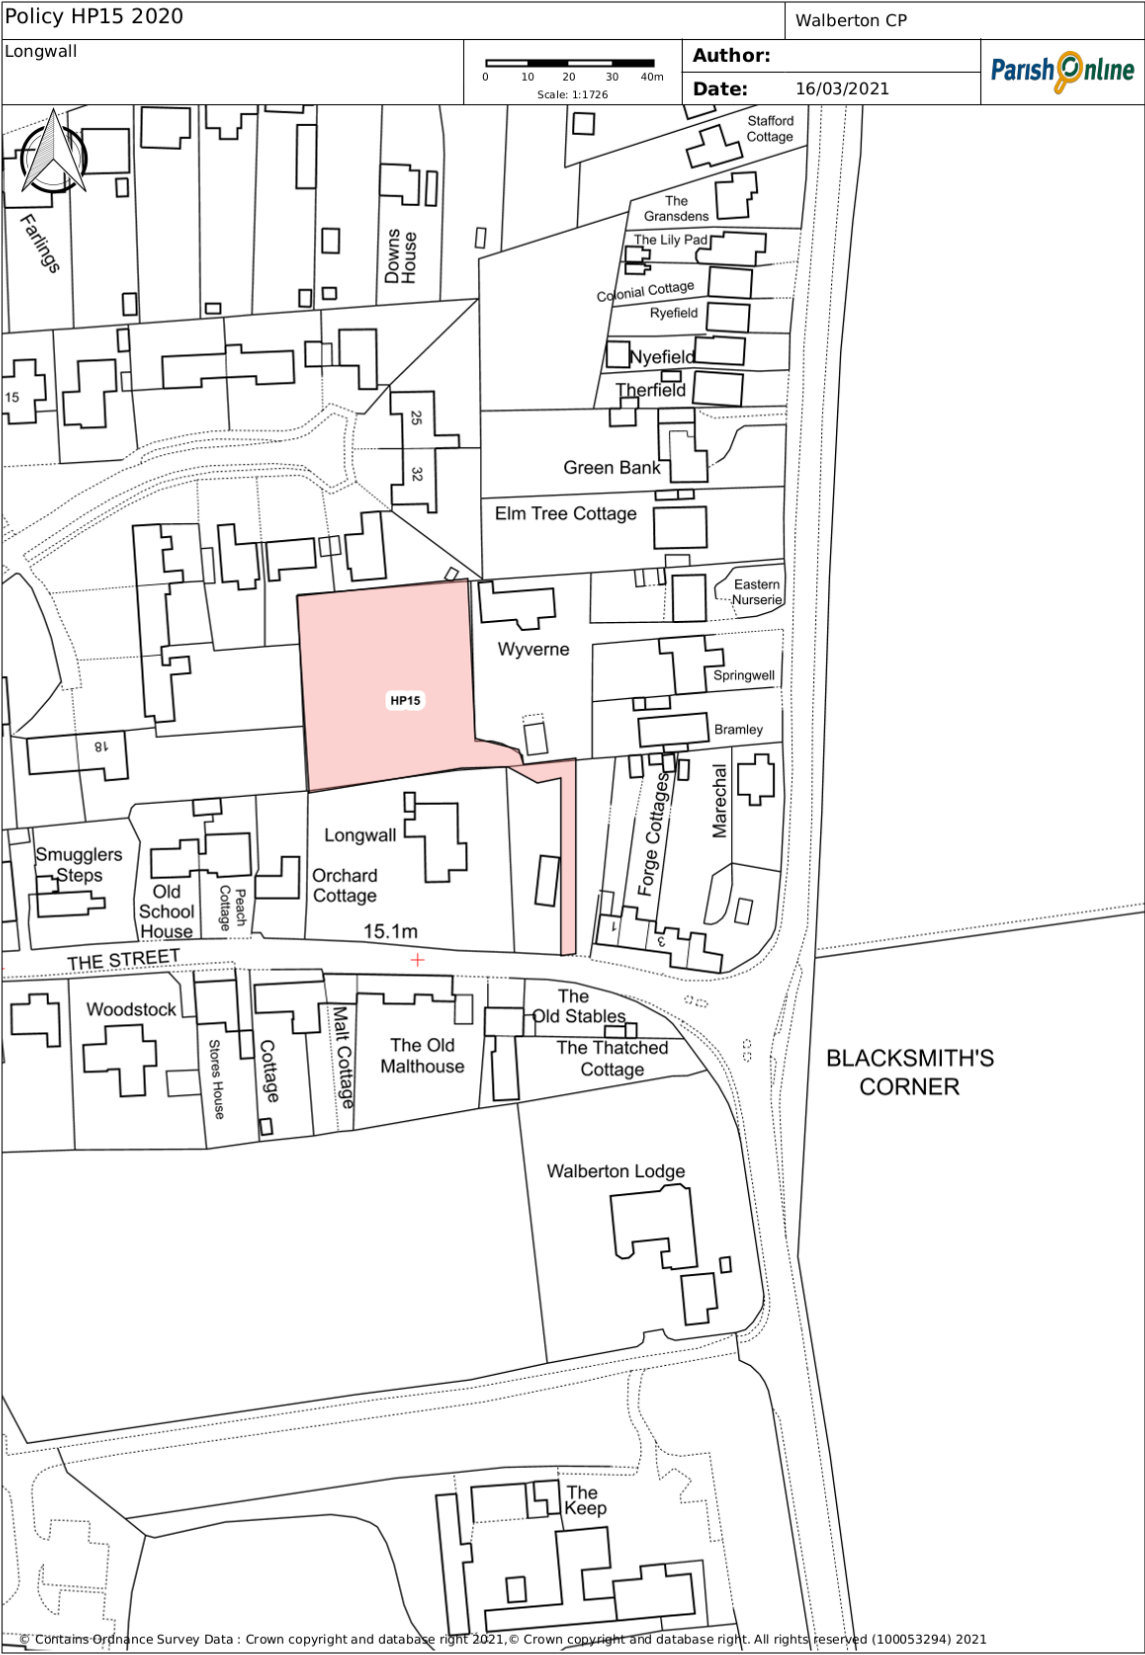 Policy HP15 2020
Walberton CP
Longwall
0 10 20 30 40m
Scale: 1:1726
Author:
Date: 16/03/2021
Parish Online
Stafford
Cottage
The
Gransdens
Farlings
Downs
House
The Lily Pad
Colonial Cottage
Ryefield
Nyefield
Therfield
15
25
32
Green Bank
Elm Tree Cottage
Eastern
Nurserie
Wyverne
Springwell
HP15
Bramley
18
Marechal
Forge Cottages
Longwall
Smugglers
Steps
Orchard
Cottage
Old
School
House
Peach
Cottage
1
3
15.1m
THE STREET
Woodstock
Stores House
Cottage
Malt Cottage
The Old
Malthouse
The
Old Stables
The Thatched
Cottage
BLACKSMITH'S
CORNER
Walberton Lodge
The
Keep
© Contains Ordnance Survey Data : Crown copyright and database right 2021,© Crown copyright and database right. All rights reserved (100053294) 2021